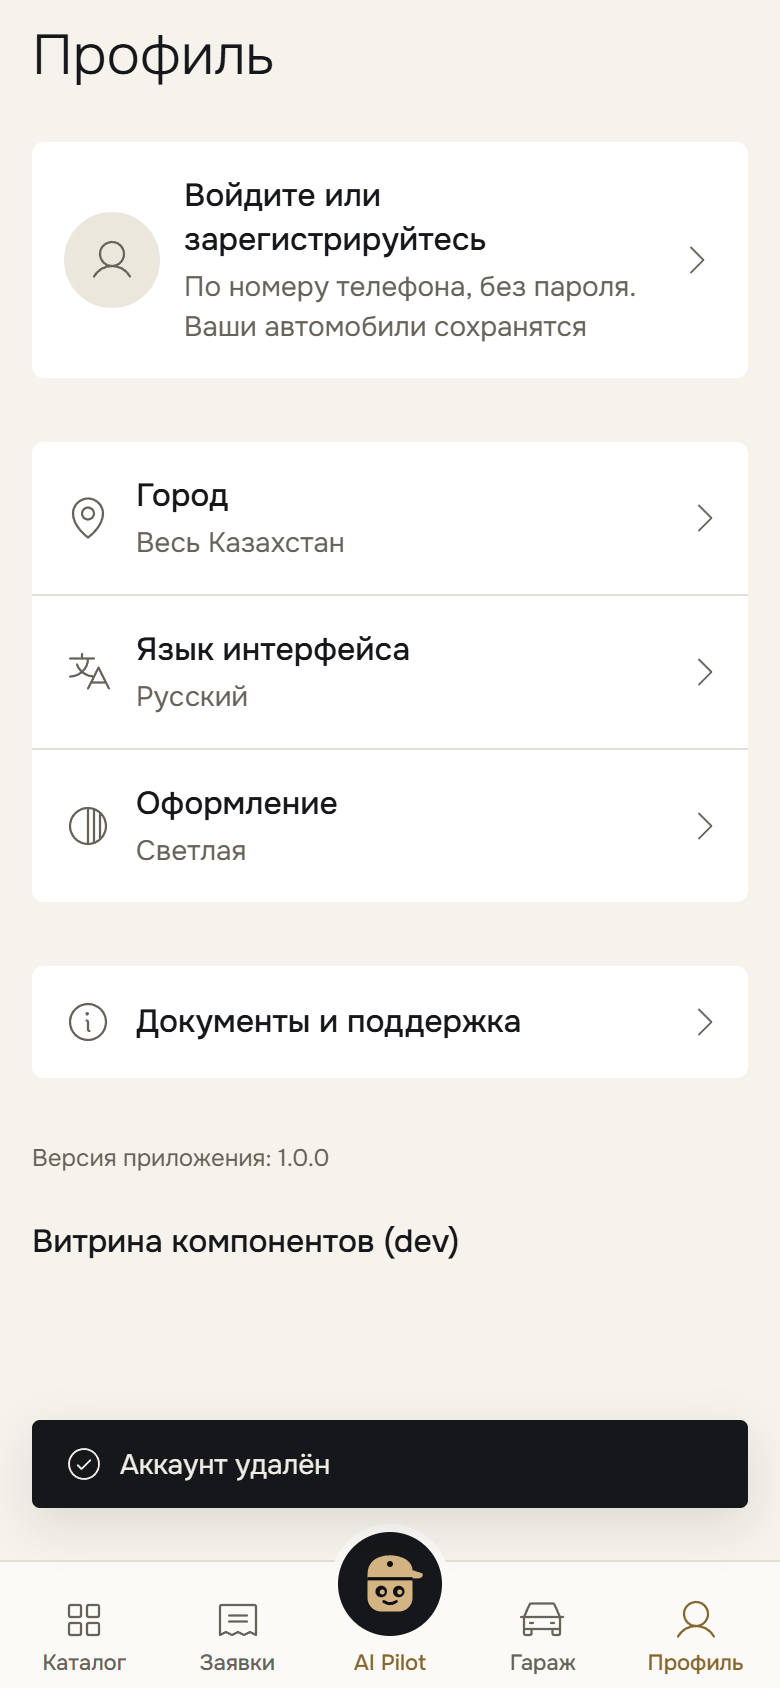 Профиль
Войдите или
зарегистрируйтесь
По номеру телефона, без пароля.
Ваши автомобили сохранятся
Город
Весь Казахстан
Язык интерфейса
Русский
Оформление
Светлая
Документы и поддержка
Версия приложения: 1.0.0
Витрина компонентов (dev)
Аккаунт удалён
Каталог
Заявки
AI Pilot
Гараж
Профиль